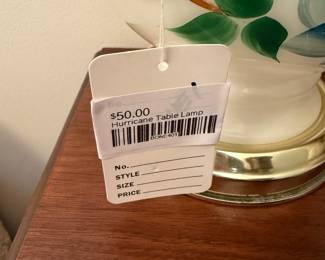 $50.00
Hurricane Table Lamp
No.
STYLE
SIZE
PRICE